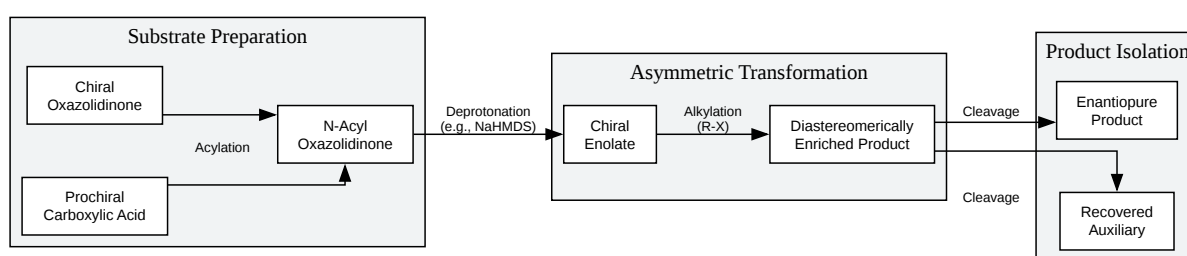 Substrate Preparation
Chiral
Oxazolidinone
Acylation
N-Acyl
Oxazolidinone
Prochiral
Carboxylic Acid
Deprotonation
(e.g., NaHMDS)
Asymmetric Transformation
Chiral
Enolate
Alkylation
(R-X)
Diastereomerically
Enriched Product
Cleavage
Cleavage
Product Isolation
Enantiopure
Product
Recovered
Auxiliary